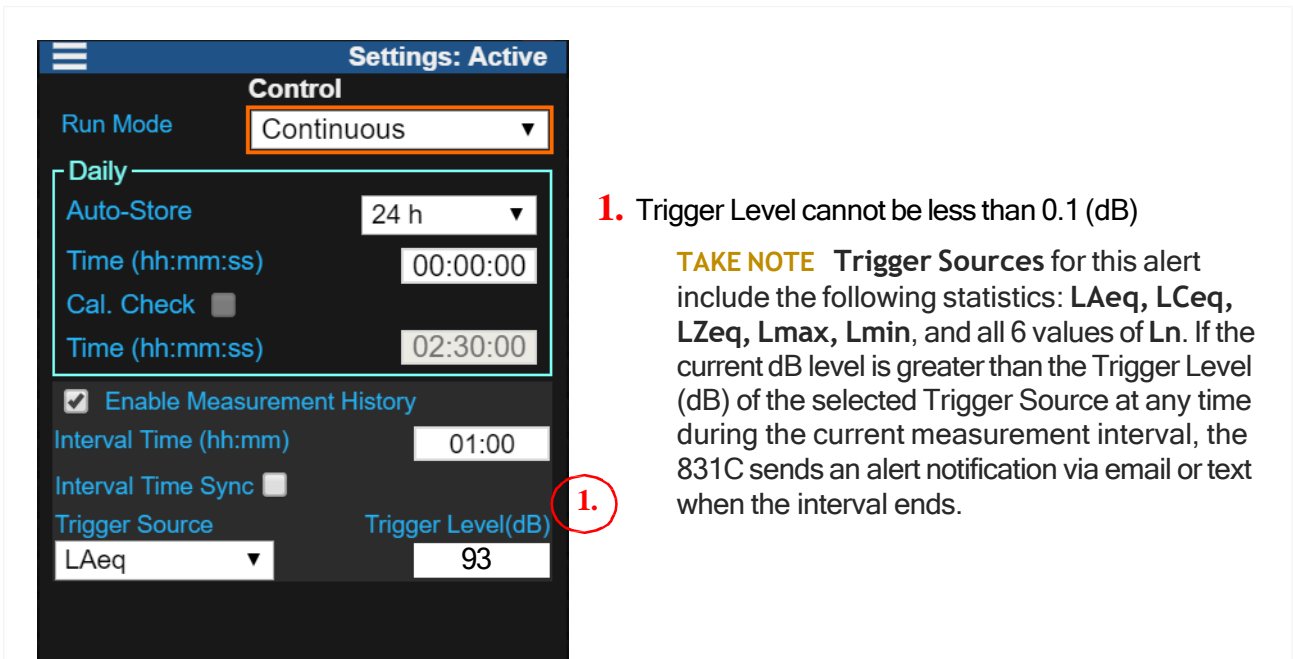 Settings: Active
Control
Run Mode
Continuous
Daily
Auto-Store
24 h
Time (hh:mm:ss)
00:00:00
Cal. Check
Time (hh:mm:ss)
02:30:00
Enable Measurement History
Interval Time (hh:mm)
01:00
Interval Time Sync
Trigger Source
Trigger Level(dB)
LAeq
93
1.
1. Trigger Level cannot be less than 0.1 (dB)
TAKE NOTE Trigger Sources for this alert
include the following statistics: LAeq, LCeq,
LZeq, Lmax, Lmin, and all 6 values of Ln. If the
current dB level is greater than the Trigger Level
(dB) of the selected Trigger Source at any time
during the current measurement interval, the
831C sends an alert notification via email or text
when the interval ends.